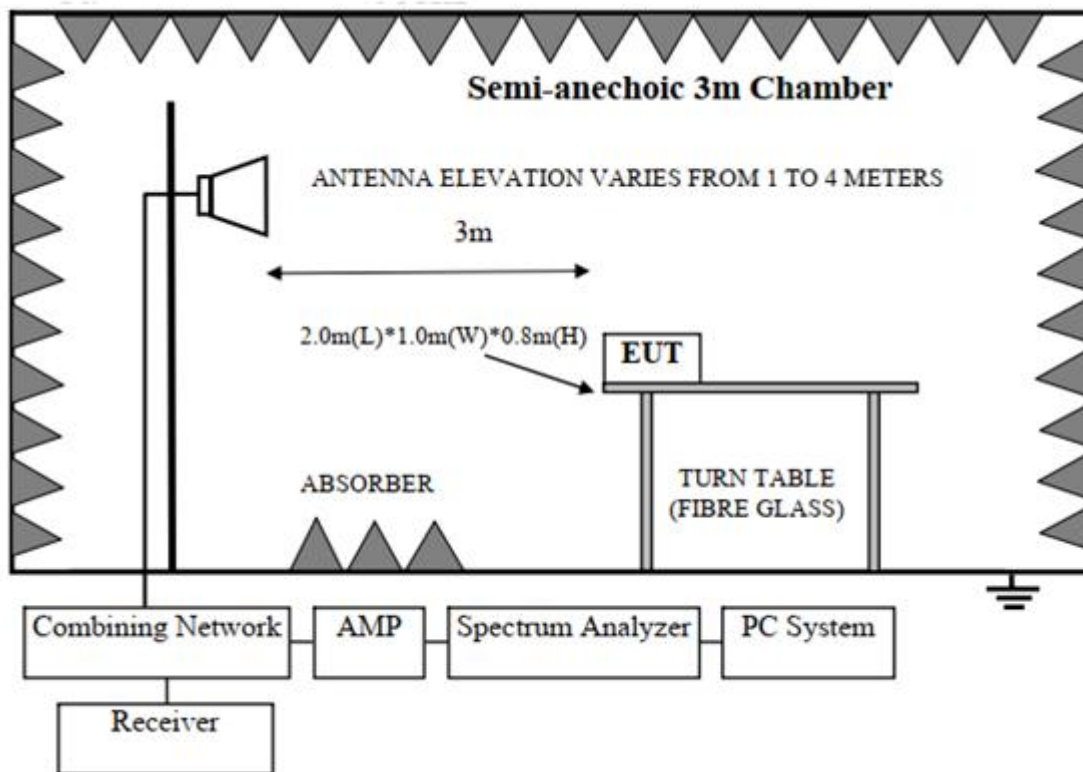 Semi-anechoic 3m Chamber
ANTENNA ELEVATION VARIES FROM 1 TO 4 METERS
3m
2.0m(L)*1.0m(W)*0.8m(H)
EUT
ABSORBER
TURN TABLE
(FIBRE GLASS)
Combining Network
AMP
Spectrum Analyzer
PC System
Receiver